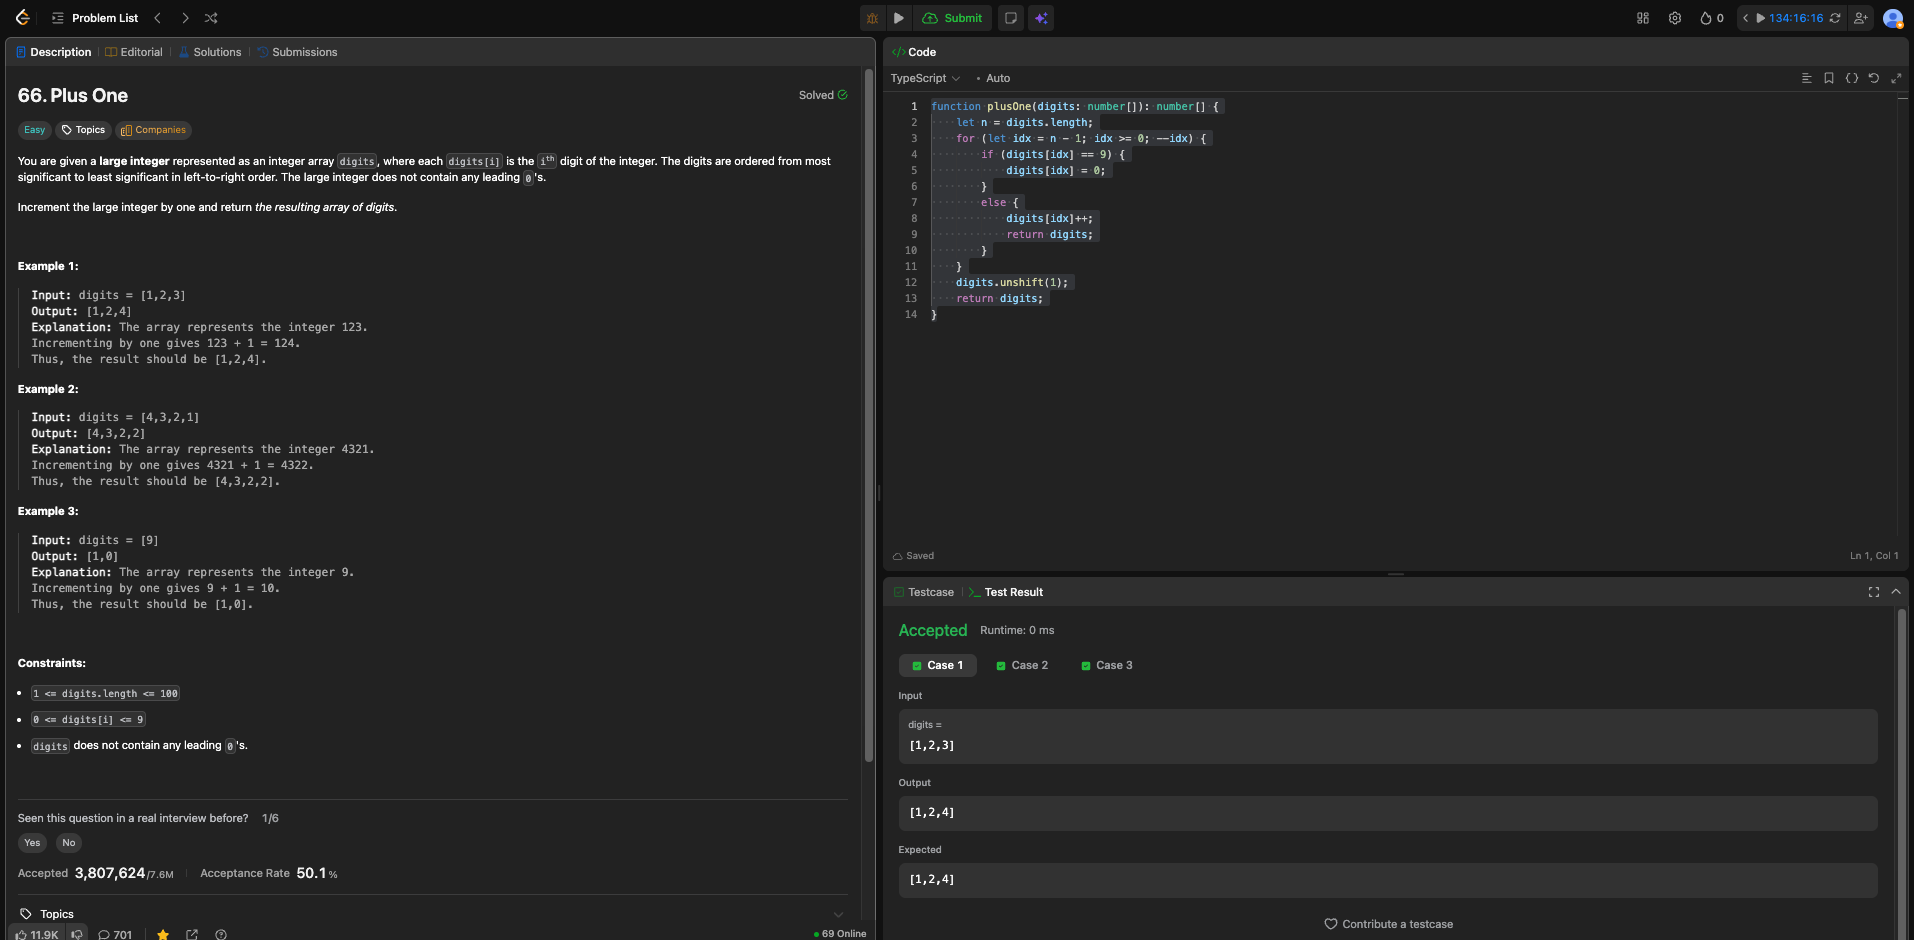 Problem List
Submit
0
134:16:16
Description
Editorial
Solutions
Submissions
66. Plus One
Solved
Easy
Topics
Companies
You are given a large integer represented as an integer array digits, where each digits[i] is the ith digit of the integer. The digits are ordered from most
significant to least significant in left-to-right order. The large integer does not contain any leading 0's.
Increment the large integer by one and return the resulting array of digits.
Example 1:
Input: digits = [1,2,3]
Output: [1,2,4]
Explanation: The array represents the integer 123.
Incrementing by one gives 123 + 1 = 124.
Thus, the result should be [1,2,4].
Example 2:
Input: digits = [4,3,2,1]
Output: [4,3,2,2]
Explanation: The array represents the integer 4321.
Incrementing by one gives 4321 + 1 = 4322.
Thus, the result should be [4,3,2,2].
Example 3:
Input: digits = [9]
Output: [1,0]
Explanation: The array represents the integer 9.
Incrementing by one gives 9 + 1 = 10.
Thus, the result should be [1,0].
Constraints:
1 <= digits.length <= 100
0 <= digits[i] <= 9
digits does not contain any leading 0's.
Seen this question in a real interview before? 1/6
Yes No
Accepted 3,807,624/7.6M Acceptance Rate 50.1%
Topics
11.9K 701 69 Online
Code
TypeScript Auto
1 function plusOne(digits: number[]): number[] {
2     let n = digits.length;
3     for (let idx = n - 1; idx >= 0; --idx) {
4         if (digits[idx] == 9) {
5             digits[idx] = 0;
6         }
7         else {
8             digits[idx]++;
9             return digits;
10         }
11     }
12     digits.unshift(1);
13     return digits;
14 }
Saved
Ln 1, Col 1
Testcase
Test Result
Accepted Runtime: 0 ms
Case 1 Case 2 Case 3
Input
digits =
[1,2,3]
Output
[1,2,4]
Expected
[1,2,4]
Contribute a testcase